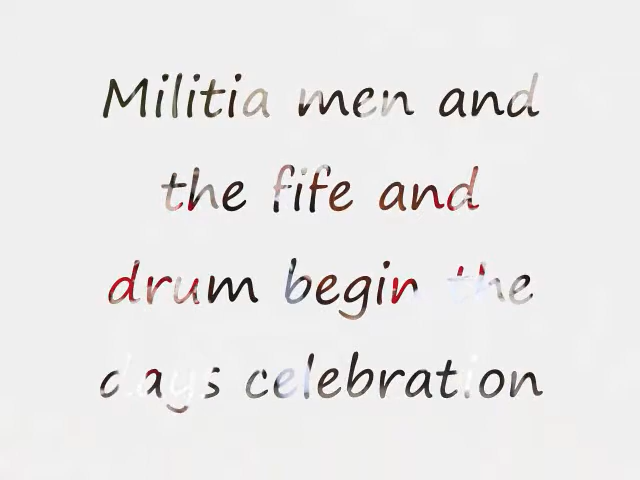 Militia men and
the fife and
drum begin the
days celebration